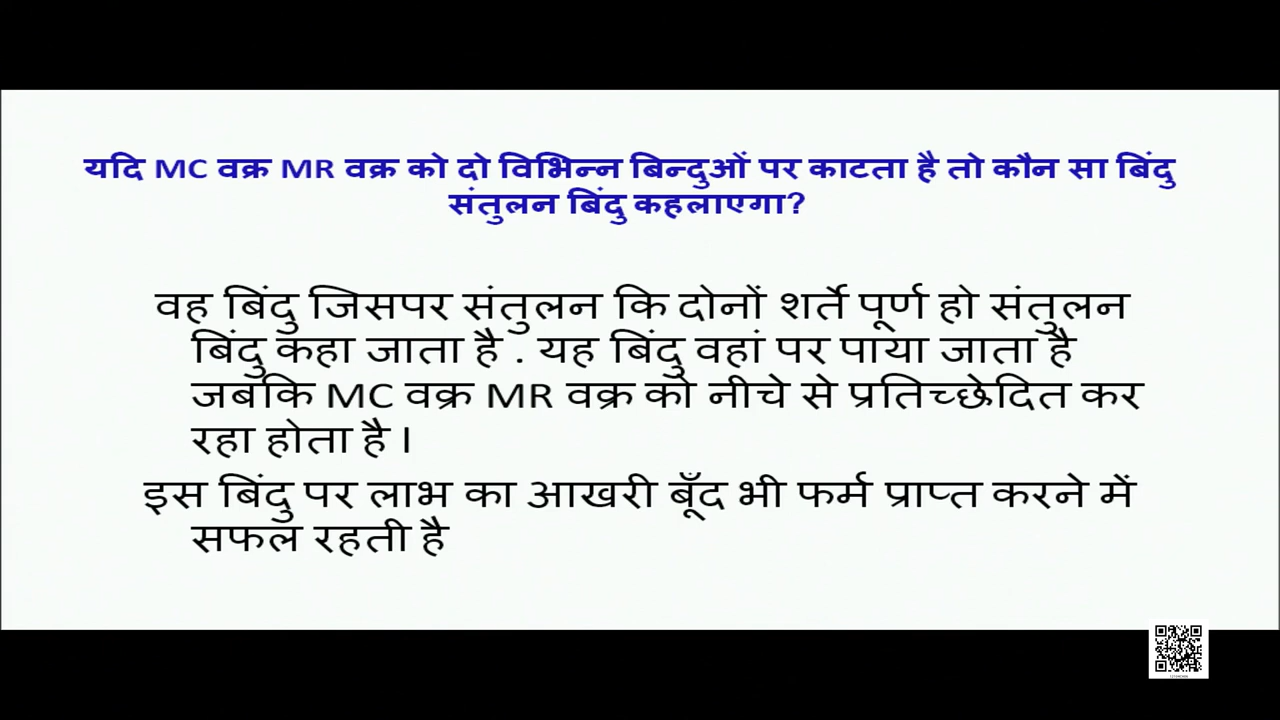 यदि MC वक्र MR वक्र को दो विभिन्न बिन्दुओं पर काटता है तो कौन सा बिंदु
संतुलन बिंदु कहलाएगा?
वह बिंदु जिसपर संतुलन कि दोनों शर्ते पूर्ण हो संतुलन
बिंदु कहा जाता है . यह बिंदु वहां पर पाया जाता है
जबकि MC वक्र MR वक्र को नीचे से प्रतिच्छेदित कर
रहा होता है l
इस बिंदु पर लाभ का आखरी बूँद भी फर्म प्राप्त करने में
सफल रहती है